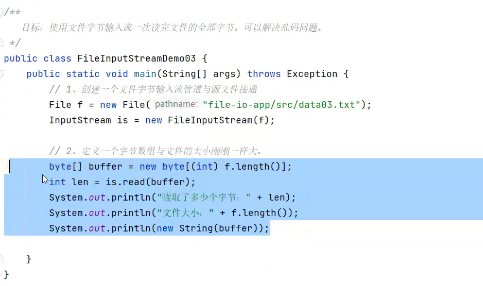 /**
目标：使用文件字节输入流一次读完文件的全部字节。可以解决乱码问题。
*/
public class FileInputStreamDemo03 {
public static void main(String[] args) throws Exception {
// 1、创建一个文件字节输入流管道与源文件接通
File f = new File( pathname: "file-io-app/src/data03.txt");
InputStream is = new FileInputStream(f);
// 2、定义一个字节数组与文件的大小刚刚一样大。
byte[] buffer = new byte[(int) f.length()];
int len = is.read(buffer);
System.out.println("读取了多少个字节：" + len);
System.out.println("文件大小：" + f.length());
System.out.println(new String(buffer));
}
}